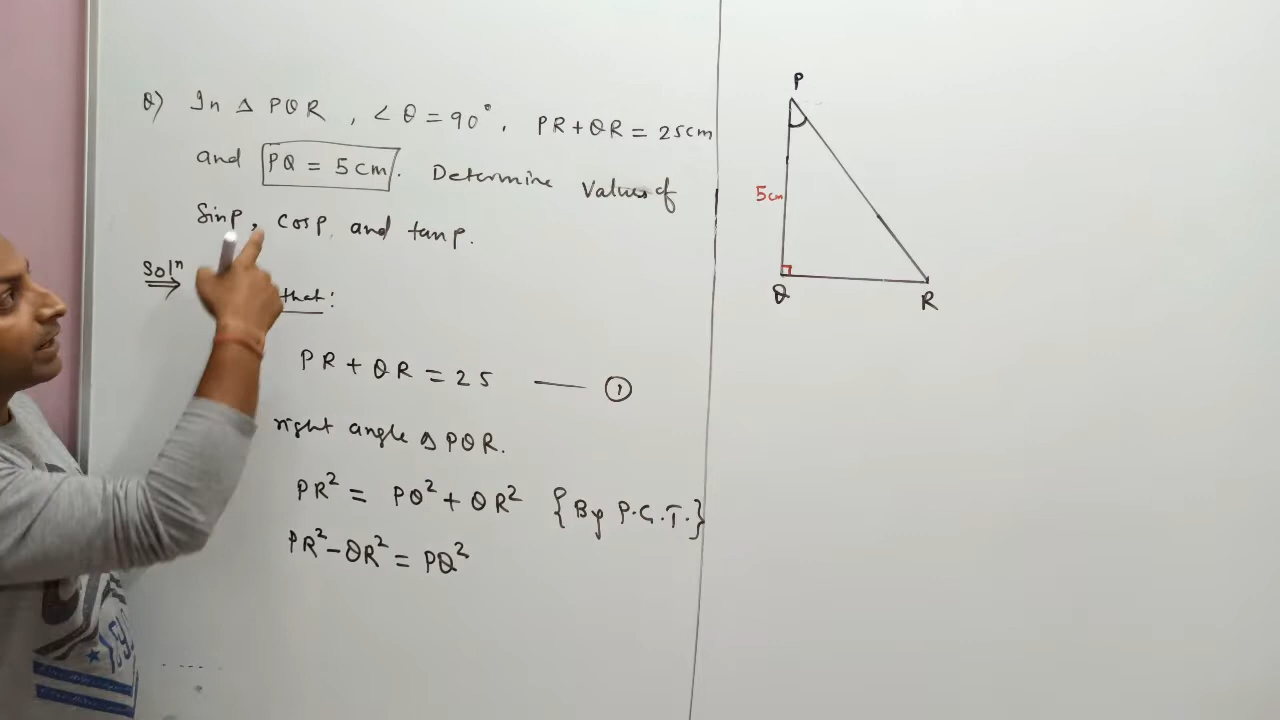 Q) In Δ PQR, ∠Q = 90°, PR + QR = 25cm
and PQ = 5cm. Determine Values of
Sin P, cos P, and tan P.
Solⁿ
that:
PR + QR = 25 —— ①
right angle Δ PQR.
PR² = PQ² + QR² {By P.G.T.}
PR² - QR² = PQ²
P
5cm
Q
R